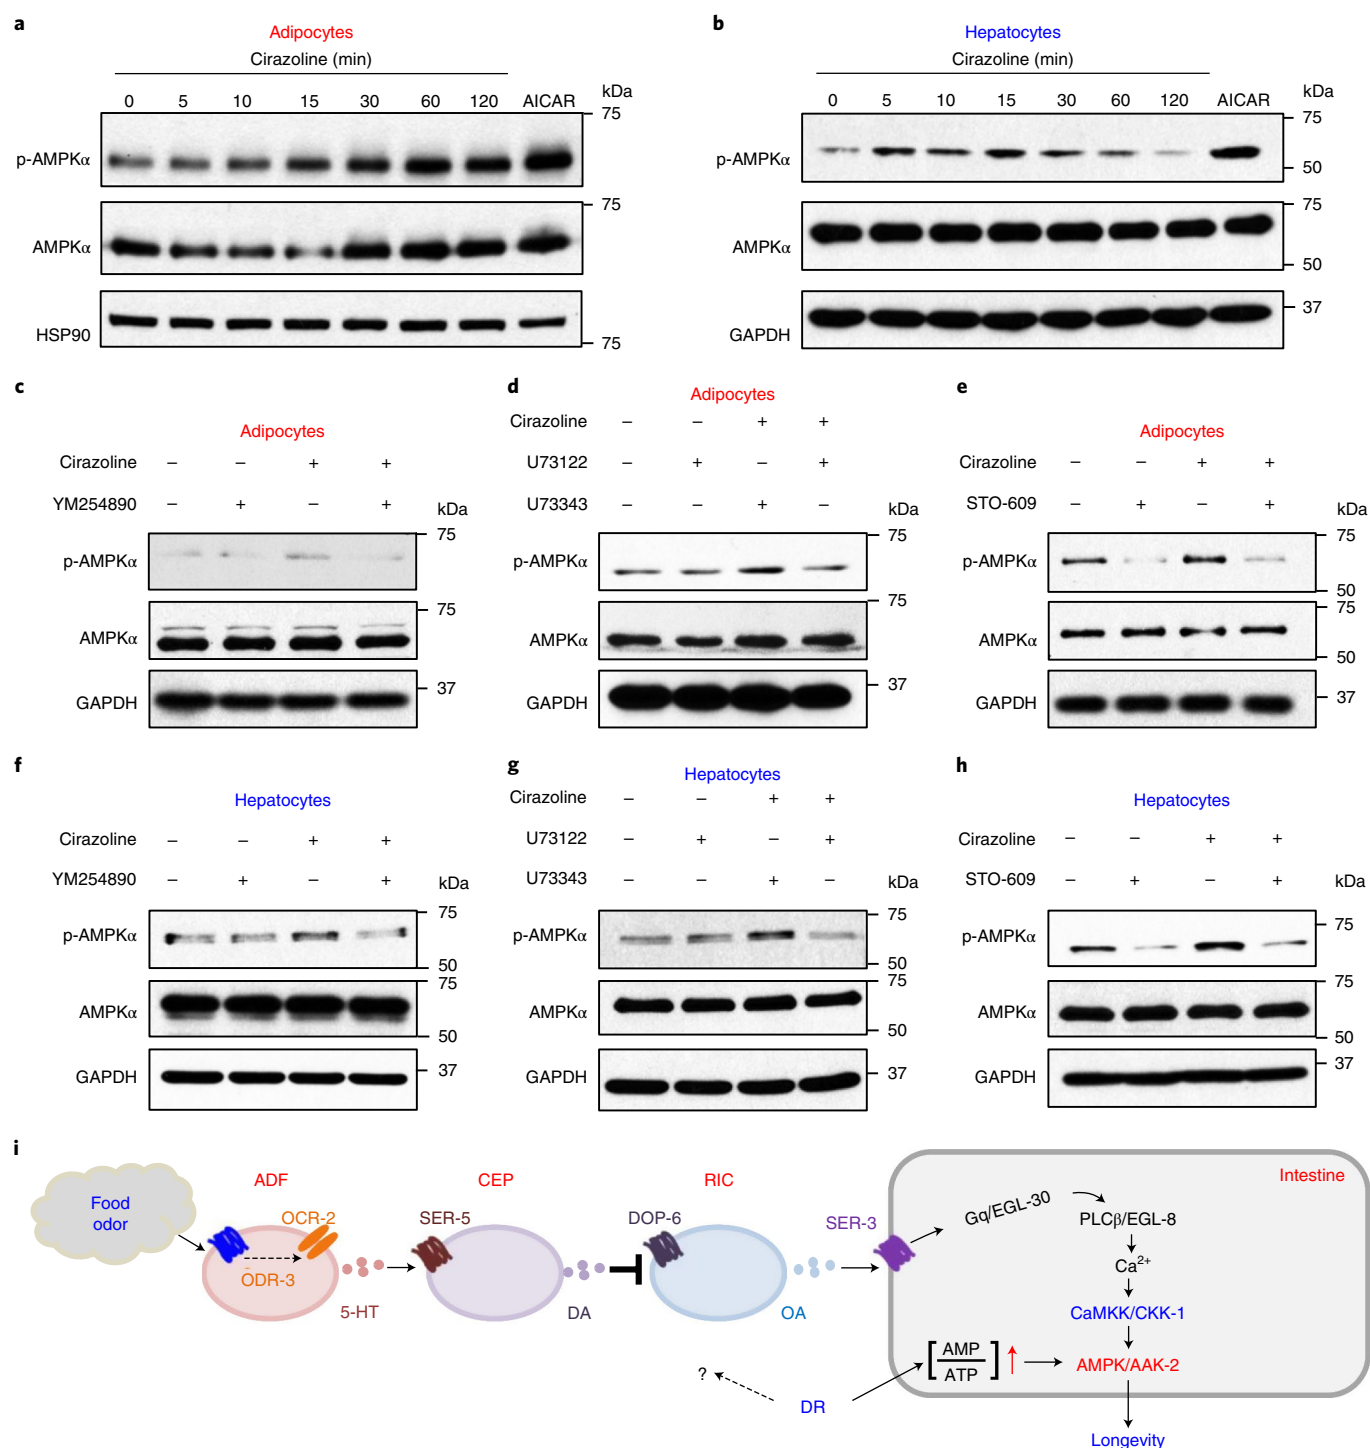 a
Adipocytes
Cirazoline (min)
0 5 10 15 30 60 120 AICAR kDa
75
p-AMPKα
75
AMPKα
HSP90
75
b
Hepatocytes
Cirazoline (min)
0 5 10 15 30 60 120 AICAR kDa
75
p-AMPKα
50
75
AMPKα
50
37
GAPDH
c
Adipocytes
Cirazoline – – + +
YM254890 – + – + kDa
75
p-AMPKα
75
AMPKα
37
GAPDH
d
Adipocytes
Cirazoline – – + +
U73122 – + – +
U73343 – – + – kDa
75
p-AMPKα
75
AMPKα
37
GAPDH
e
Adipocytes
Cirazoline – – + +
STO-609 – + – + kDa
75
p-AMPKα
50
75
AMPKα
50
37
GAPDH
f
Hepatocytes
Cirazoline – – + +
YM254890 – + – + kDa
75
p-AMPKα
50
75
AMPKα
50
37
GAPDH
g
Hepatocytes
Cirazoline – – + +
U73122 – + – +
U73343 – – + – kDa
75
p-AMPKα
50
75
AMPKα
50
37
GAPDH
h
Hepatocytes
Cirazoline – – + +
STO-609 – + – + kDa
75
p-AMPKα
75
AMPKα
50
37
GAPDH
i
Food
odor
ADF
OCR-2
ODR-3
5-HT
CEP
SER-5
DA
RIC
DOP-6
OA
SER-3
Intestine
Gq/EGL-30
PLCβ/EGL-8
Ca²⁺
CaMKK/CKK-1
[AMP
ATP]
AMPK/AAK-2
?
DR
Longevity